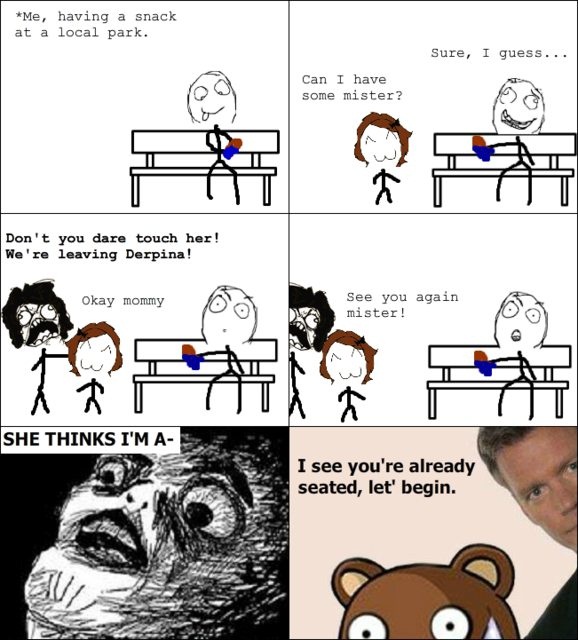 *Me, having a snack
at a local park.
Sure, I guess...
Can I have
some mister?
Don't you dare touch her!
We're leaving Derpina!
Okay mommy
See you again
mister!
SHE THINKS I'M A-
I see you're already
seated, let' begin.